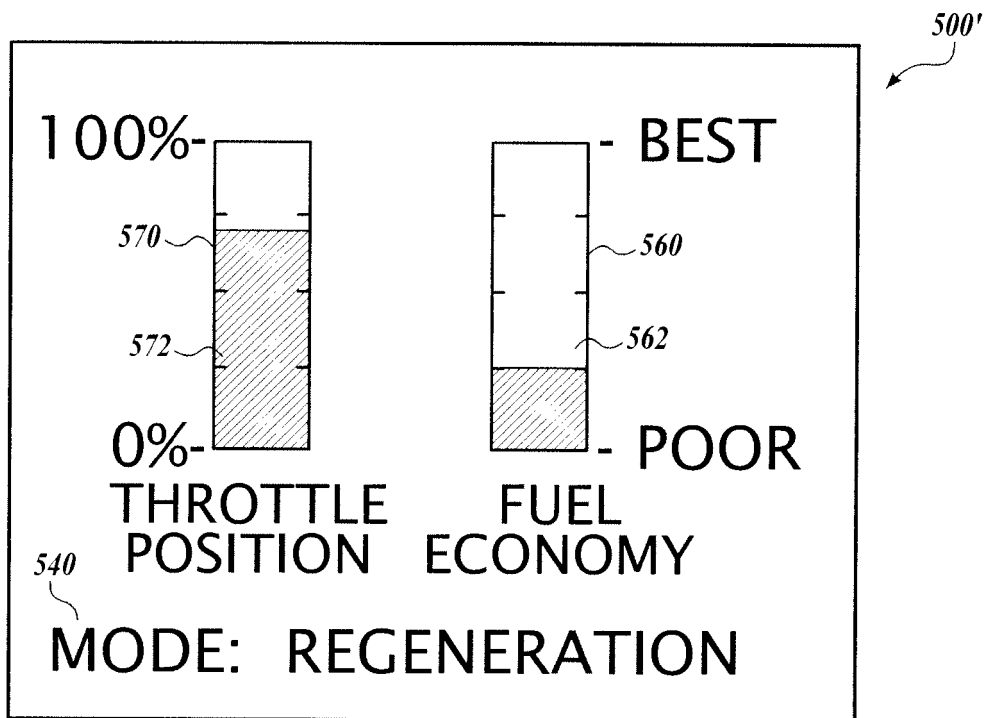 500'
100%-
- BEST
570
560
572
562
0%-
- POOR
THROTTLE
POSITION
FUEL
ECONOMY
540
MODE: REGENERATION